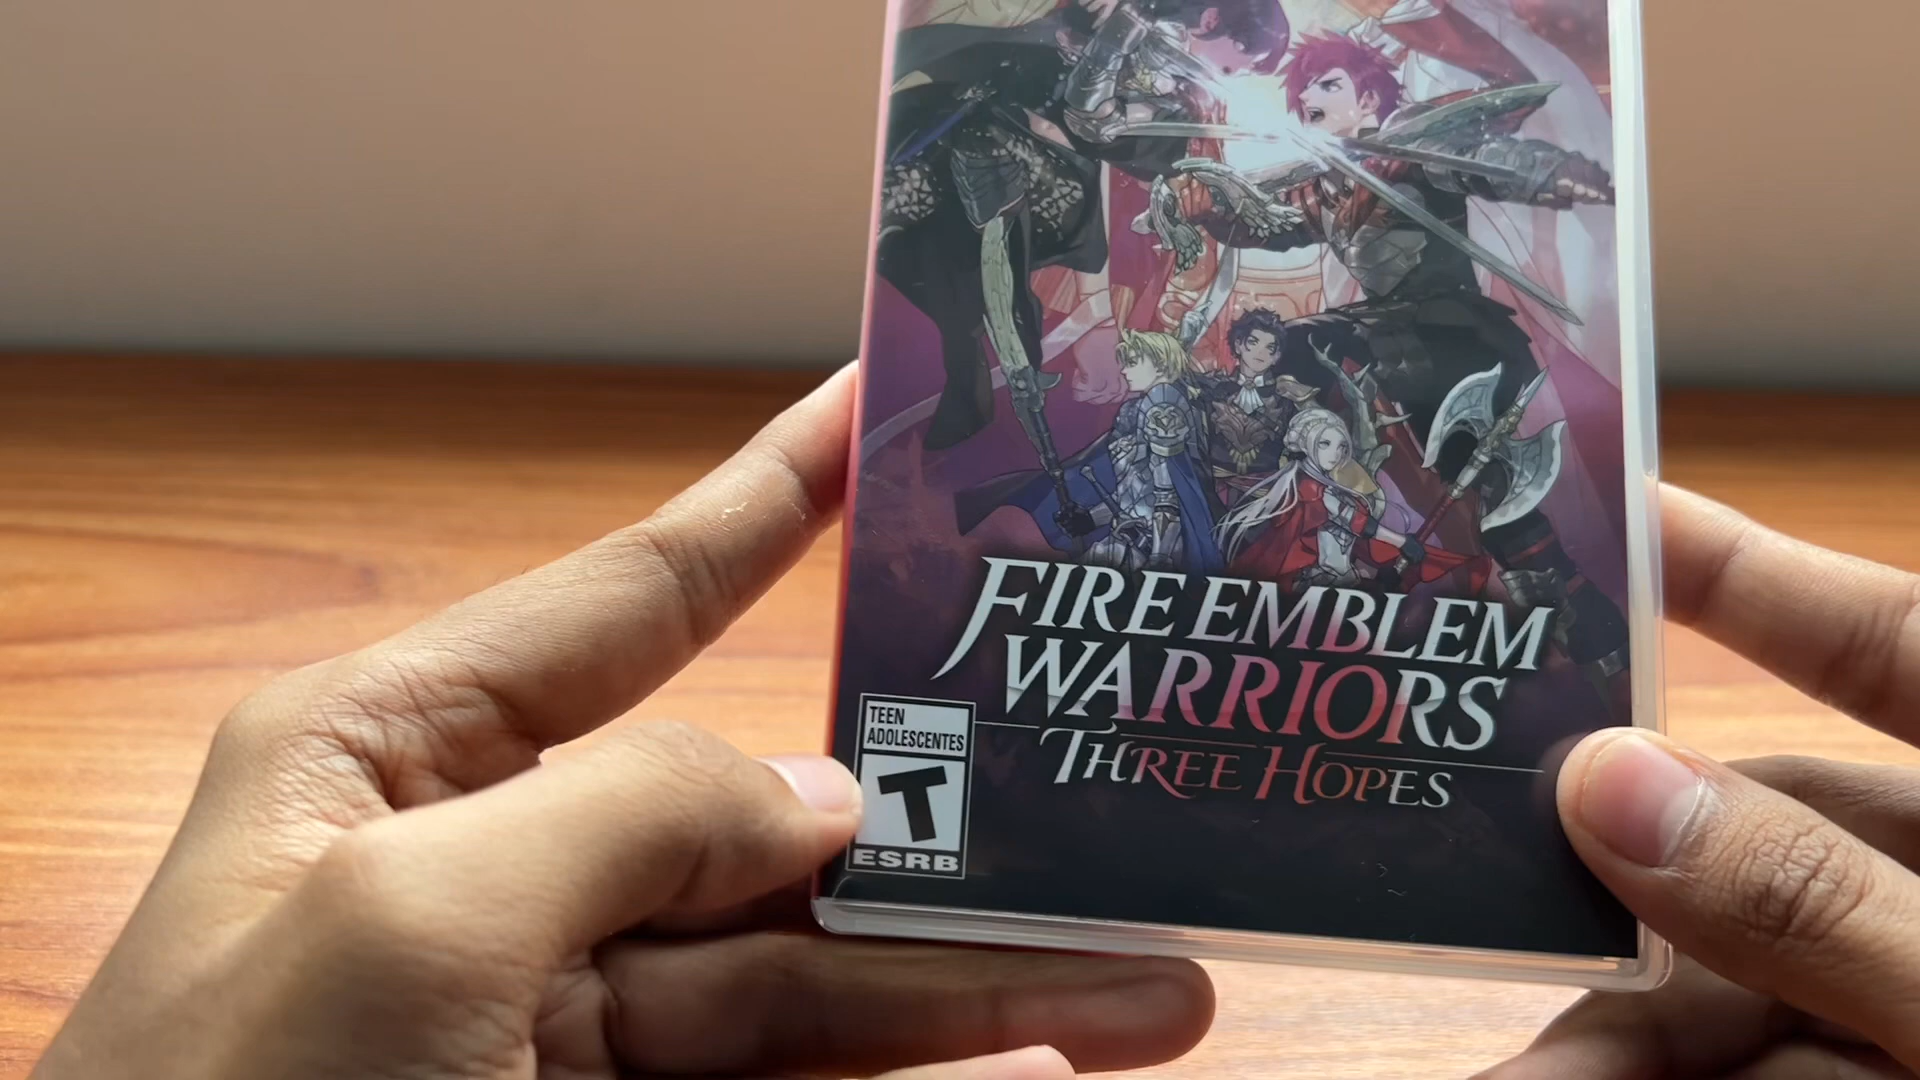 FIRE EMBLEM
WARRIORS
THREE HOPES
TEEN
ADOLESCENTES
T
ESRB